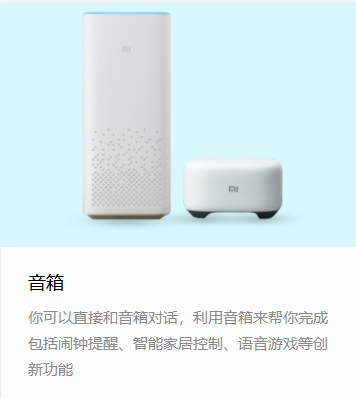 音箱
你可以直接和音箱对话，利用音箱来帮你完成
包括闹钟提醒、智能家居控制、语音游戏等创
新功能